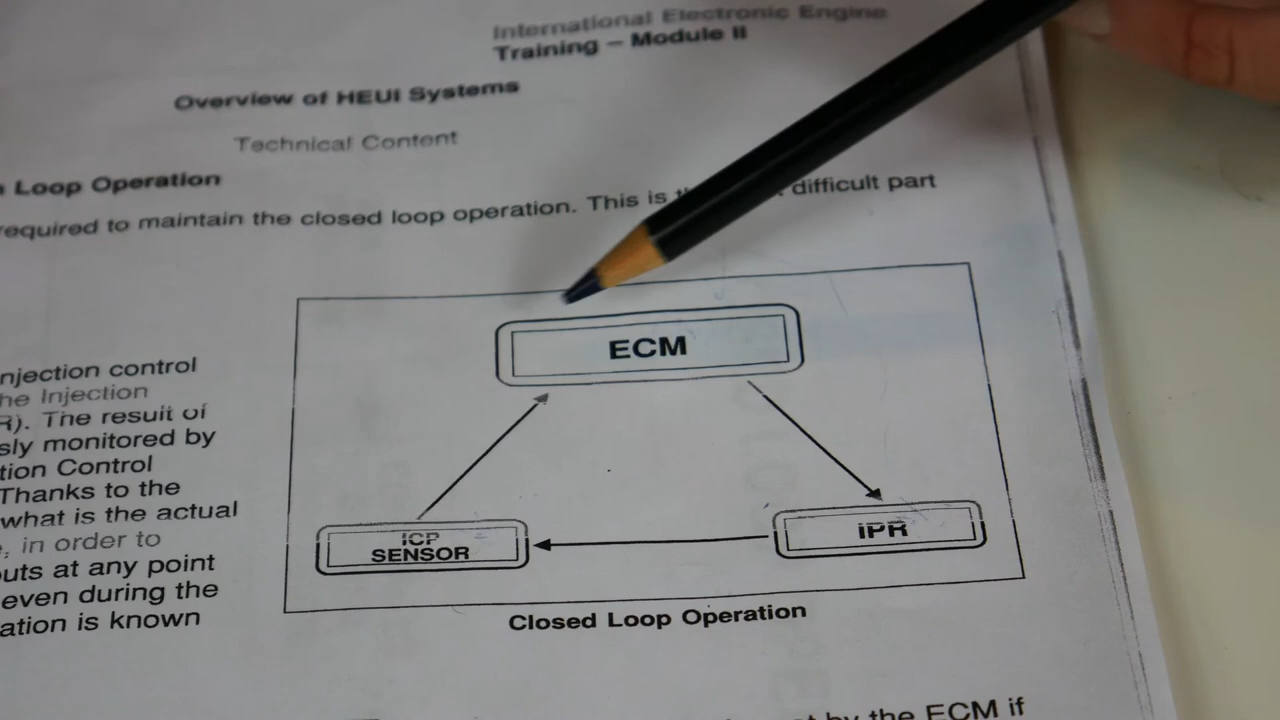 International Electronic Engine
Training – Module II
Overview of HEUI Systems
Technical Content
Loop Operation
required to maintain the closed loop operation. This is difficult part
njection control
he Injection
R). The result of
sly monitored by
tion Control
Thanks to the
what is the actual
e, in order to
outs at any point
even during the
ation is known
ECM
ICP
SENSOR
IPR
Closed Loop Operation
by the ECM if